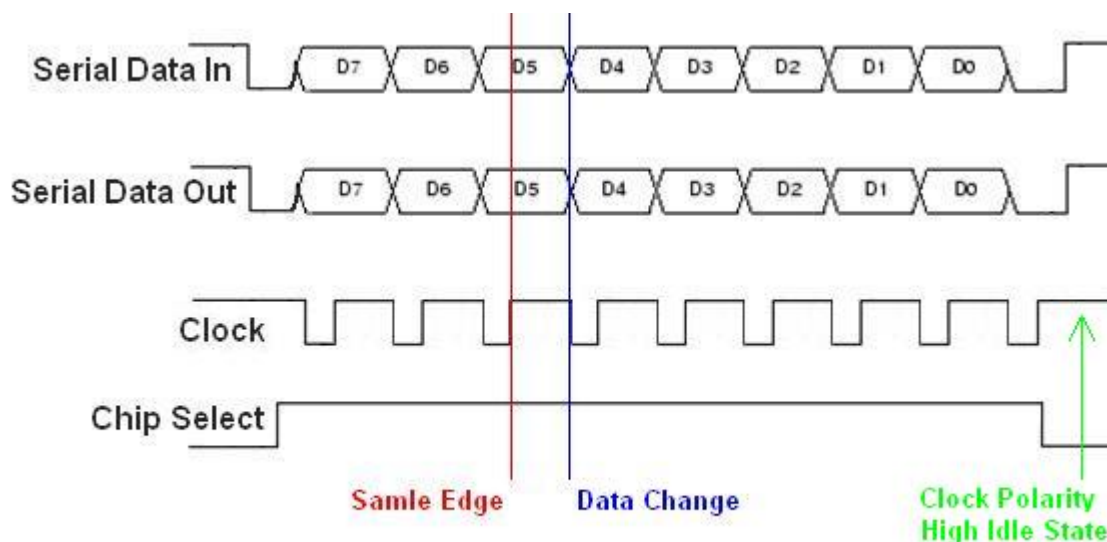 Serial Data In
D7 D6 D5 D4 D3 D2 D1 D0
Serial Data Out
D7 D6 D5 D4 D3 D2 D1 D0
Clock
Chip Select
Samle Edge
Data Change
Clock Polarity
High Idle State